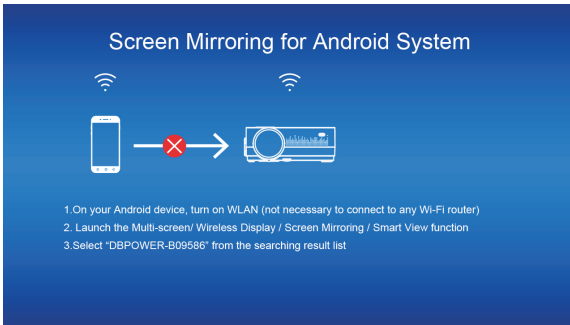 Screen Mirroring for Android System
1.On your Android device, turn on WLAN (not necessary to connect to any Wi-Fi router)
2. Launch the Multi-screen/ Wireless Display / Screen Mirroring / Smart View function
3.Select “DBPOWER-B09586” from the searching result list